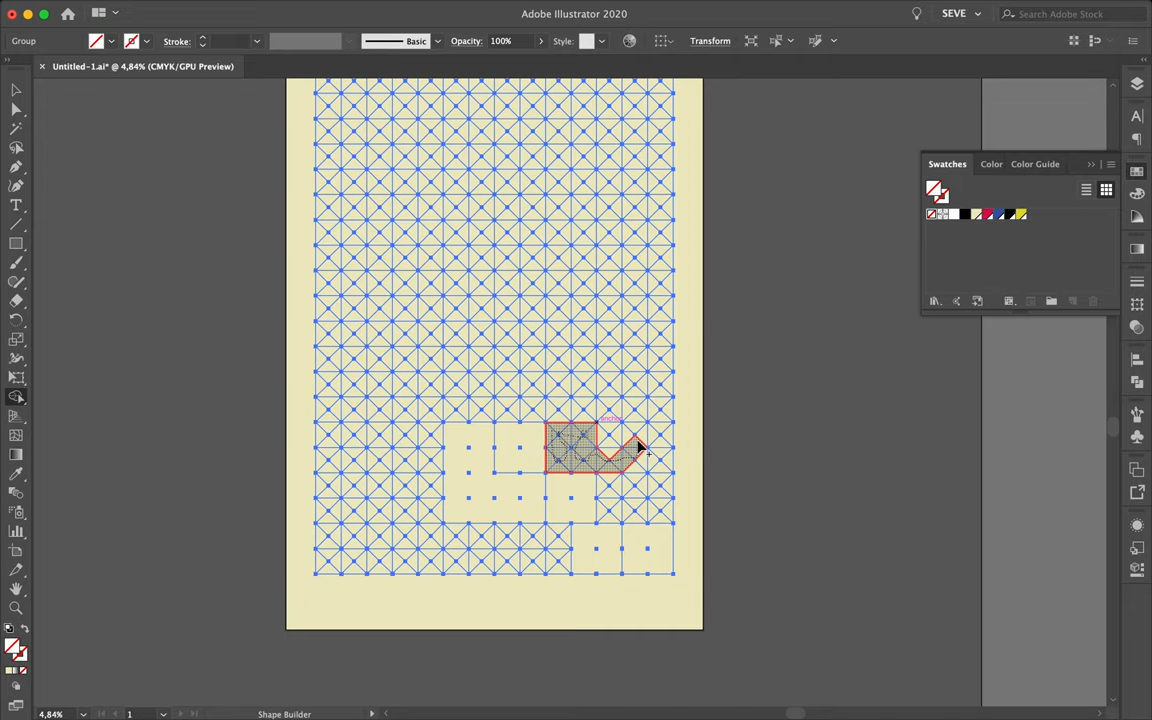 Adobe Illustrator 2020
SEVE
Search Adobe Stock
Group
Stroke:
Basic
Opacity:
100%
Style:
Transform
Untitled-1.ai* @ 4,84% (CMYK/GPU Preview)
Swatches
Color
Color Guide
anchor
4,84%
1
Shape Builder